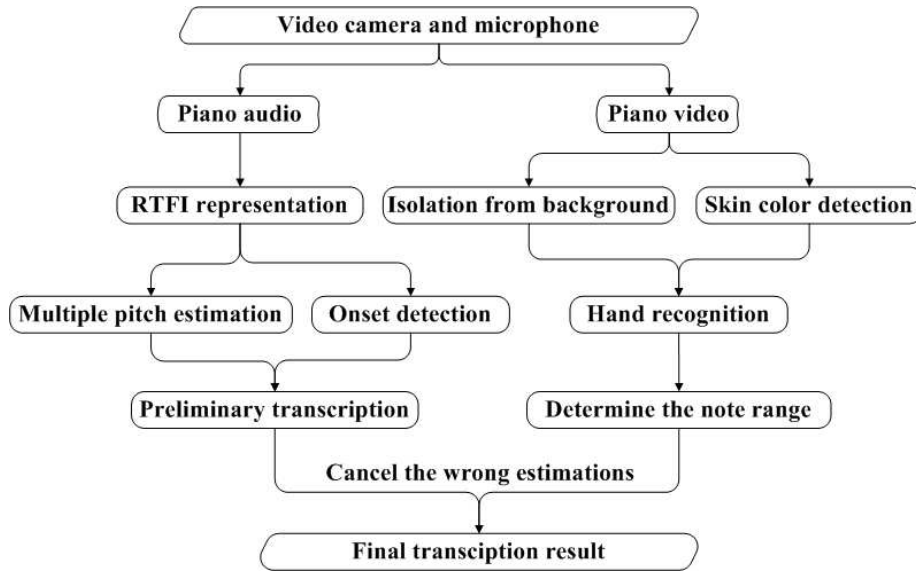 Video camera and microphone
Piano audio
Piano video
RTFI representation
Isolation from background
Skin color detection
Multiple pitch estimation
Onset detection
Hand recognition
Preliminary transcription
Determine the note range
Cancel the wrong estimations
Final transciption result